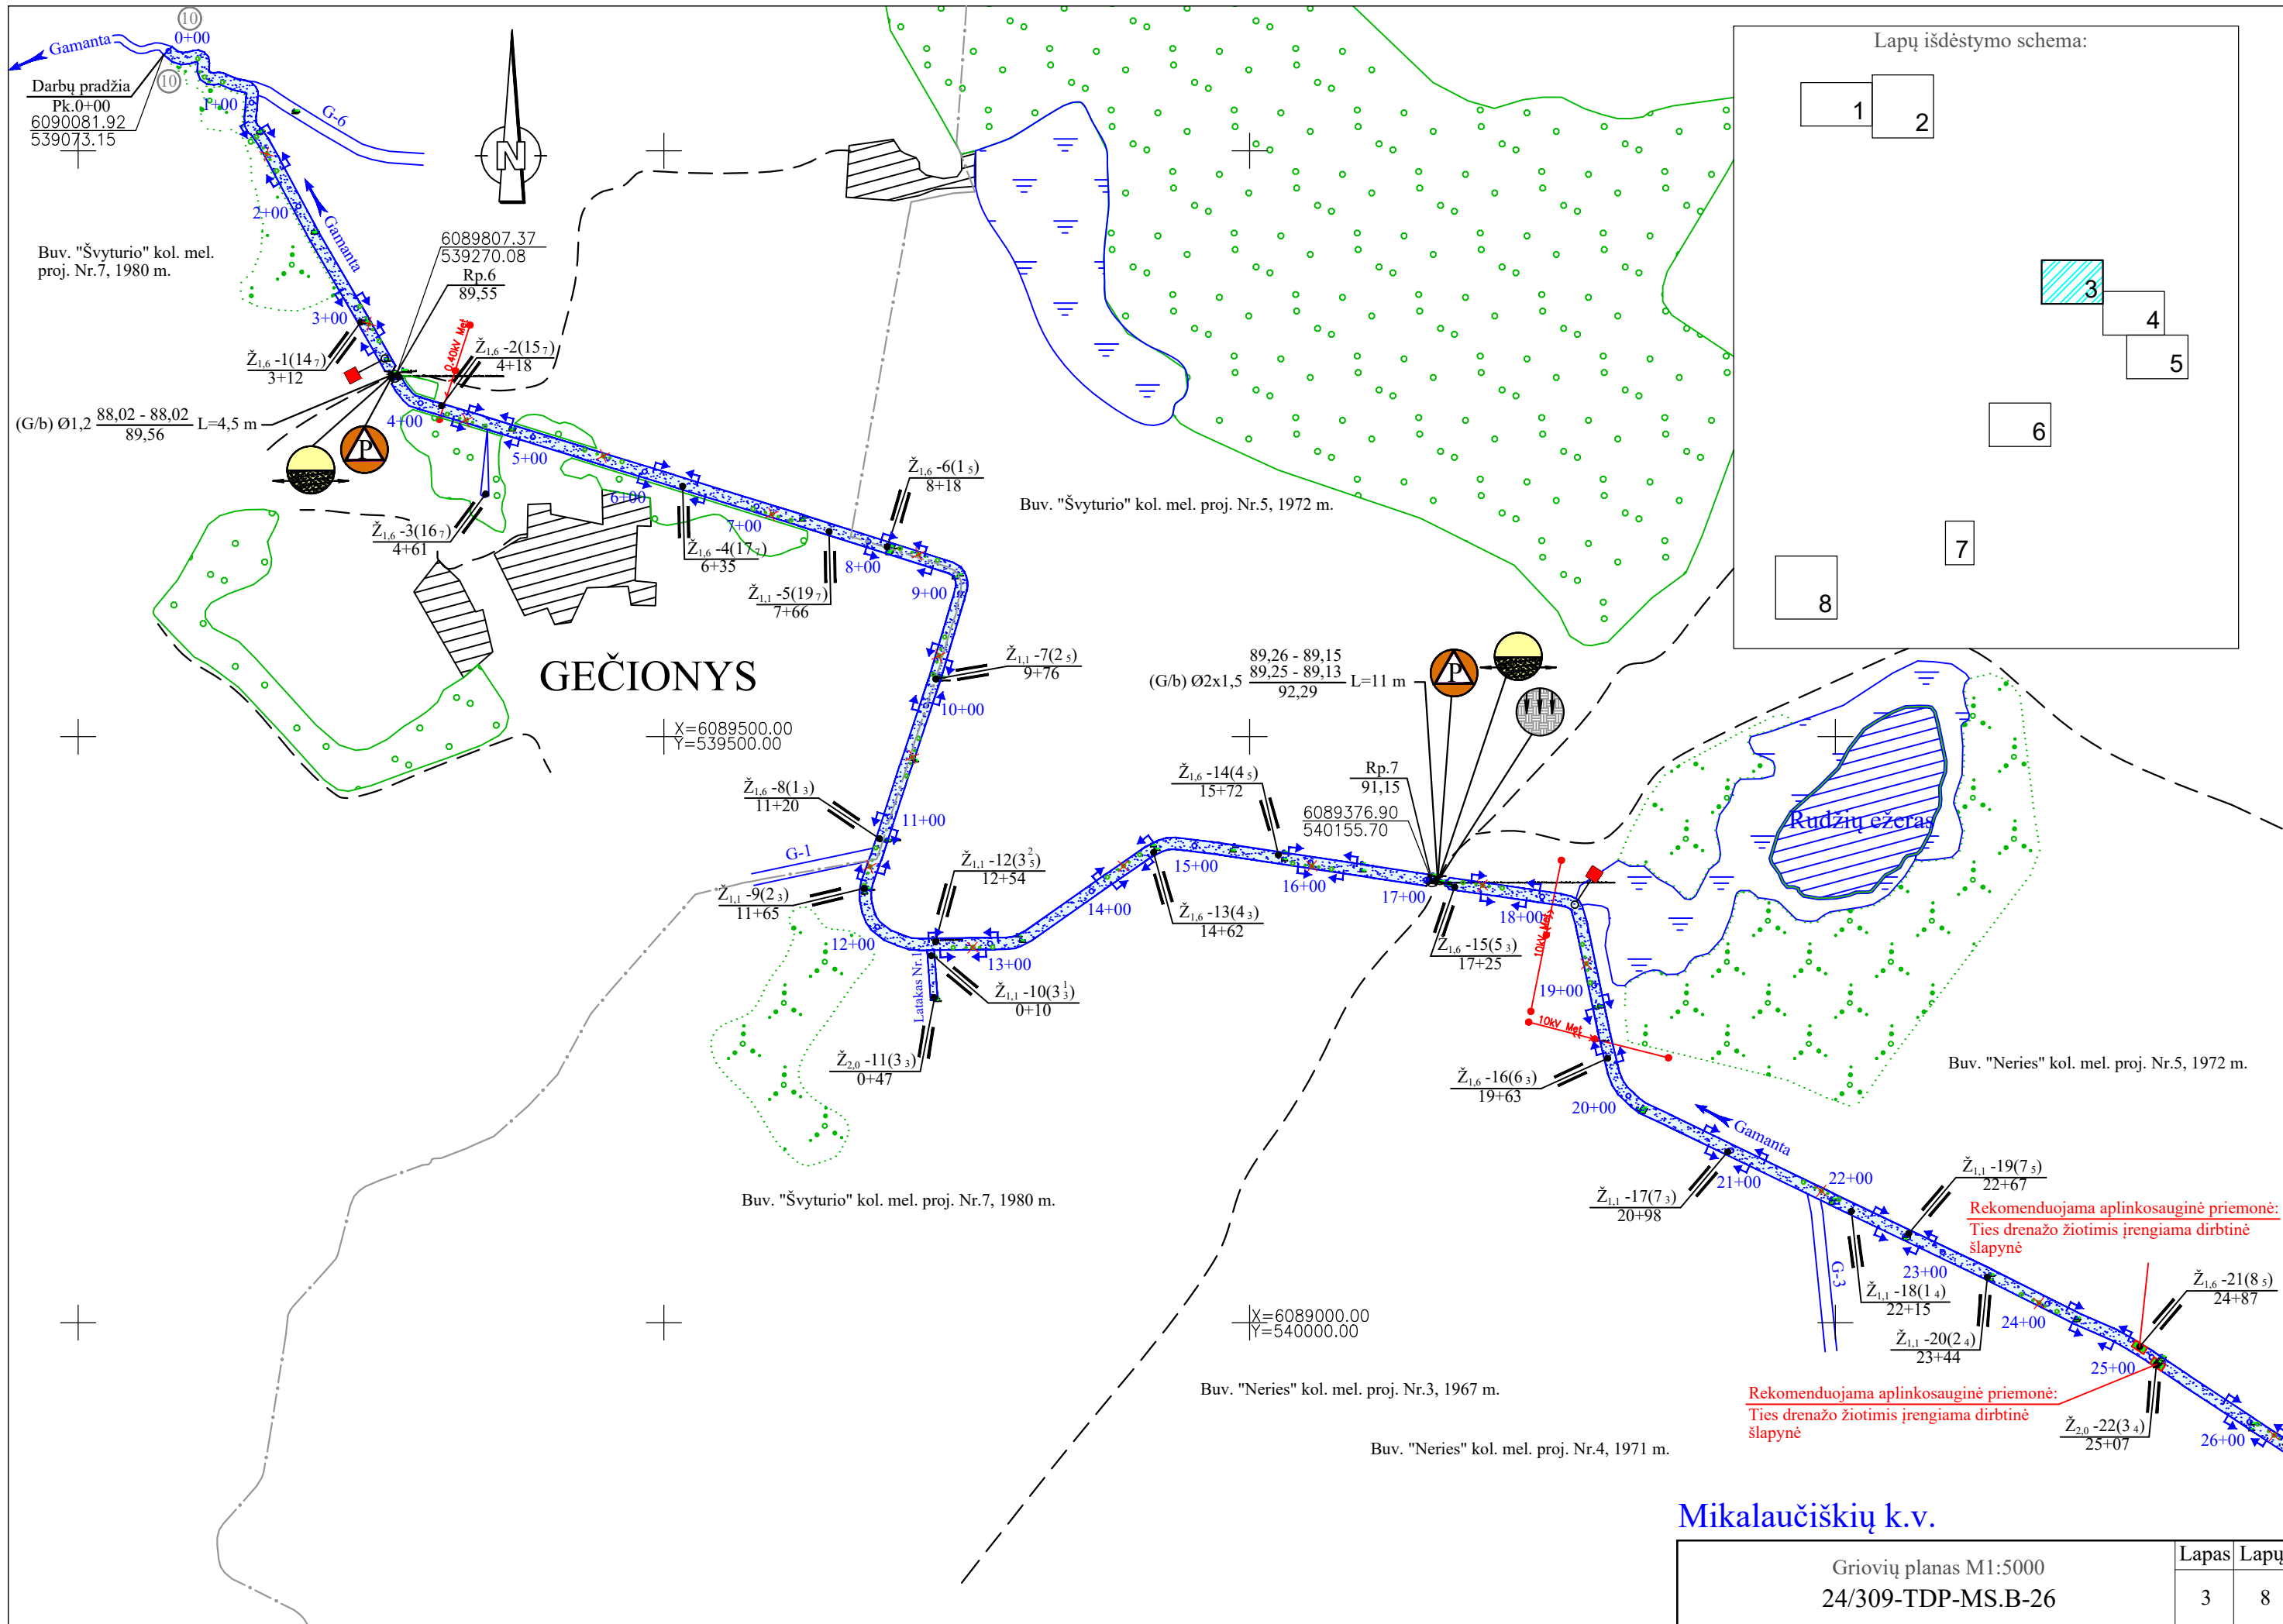 10
0+00
Gamanta
10
Darbų pradžia
Pk.0+00
6090081.92
539073.15
1+00
G-6
N
2+00
Gamanta
Buv. "Švyturio" kol. mel.
proj. Nr.7, 1980 m.
6089807.37
539270.08
Rp.6
89,55
3+00
Ž1,6 -1(14 7)
3+12
0.40kV Met
Ž1,6 -2(15 7)
4+18
(G/b) Ø1,2 88,02 - 88,02 L=4,5 m
89,56
4+00
P
5+00
Ž1,6 -3(16 7)
4+61
6+00
7+00
Ž1,6 -4(17 7)
6+35
Ž1,6 -6(1 5)
8+18
8+00
Ž1,1 -5(19 7)
7+66
9+00
Buv. "Švyturio" kol. mel. proj. Nr.5, 1972 m.
GEČIONYS
Ž1,1 -7(2 5)
9+76
10+00
X=6089500.00
Y=539500.00
Ž1,6 -8(1 3)
11+20
11+00
G-1
Ž1,1 -9(2 3)
11+65
Ž1,1 -12(3 2 5)
12+54
12+00
13+00
Latakas Nr.1
Ž1,1 -10(3 1 3)
0+10
Ž2,0 -11(3 3)
0+47
14+00
Ž1,6 -13(4 3)
14+62
15+00
Ž1,6 -14(4 5)
15+72
16+00
89,26 - 89,15
(G/b) Ø2x1,5 89,25 - 89,13 L=11 m
92,29
P
Rp.7
91,15
6089376.90
540155.70
17+00
Ž1,6 -15(5 3)
17+25
18+00
10kV Met
19+00
10kV Met
Rudžių ežeras
Ž1,6 -16(6 3)
19+63
20+00
Buv. "Neries" kol. mel. proj. Nr.5, 1972 m.
Gamanta
Ž1,1 -17(7 3)
20+98
21+00
22+00
Ž1,1 -19(7 5)
22+67
G-3
Rekomenduojama aplinkosauginė priemonė:
Ties drenažo žiotimis įrengiama dirbtinė
šlapynė
Ž1,1 -18(1 4)
22+15
23+00
Ž1,1 -20(2 4)
23+44
24+00
Ž1,6 -21(8 5)
24+87
25+00
Rekomenduojama aplinkosauginė priemonė:
Ties drenažo žiotimis įrengiama dirbtinė
šlapynė
Ž2,0 -22(3 4)
25+07
26+00
Buv. "Švyturio" kol. mel. proj. Nr.7, 1980 m.
X=6089000.00
Y=540000.00
Buv. "Neries" kol. mel. proj. Nr.3, 1967 m.
Buv. "Neries" kol. mel. proj. Nr.4, 1971 m.
Lapų išdėstymo schema:
1
2
3
4
5
6
7
8
Mikalaučiškių k.v.
Griovių planas M1:5000
24/309-TDP-MS.B-26
Lapas Lapų
3 8